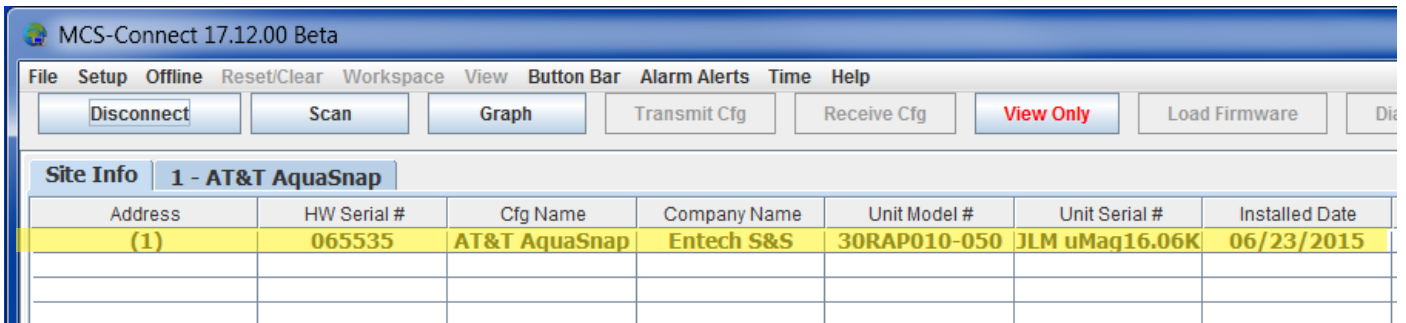 MCS-Connect 17.12.00 Beta
File Setup Offline Reset/Clear Workspace View Button Bar Alarm Alerts Time Help
Disconnect Scan Graph Transmit Cfg Receive Cfg View Only Load Firmware
Site Info 1 - AT&T AquaSnap
Address HW Serial # Cfg Name Company Name Unit Model # Unit Serial # Installed Date
(1) 065535 AT&T AquaSnap Entech S&S 30RAP010-050 JLM uMag16.06K 06/23/2015